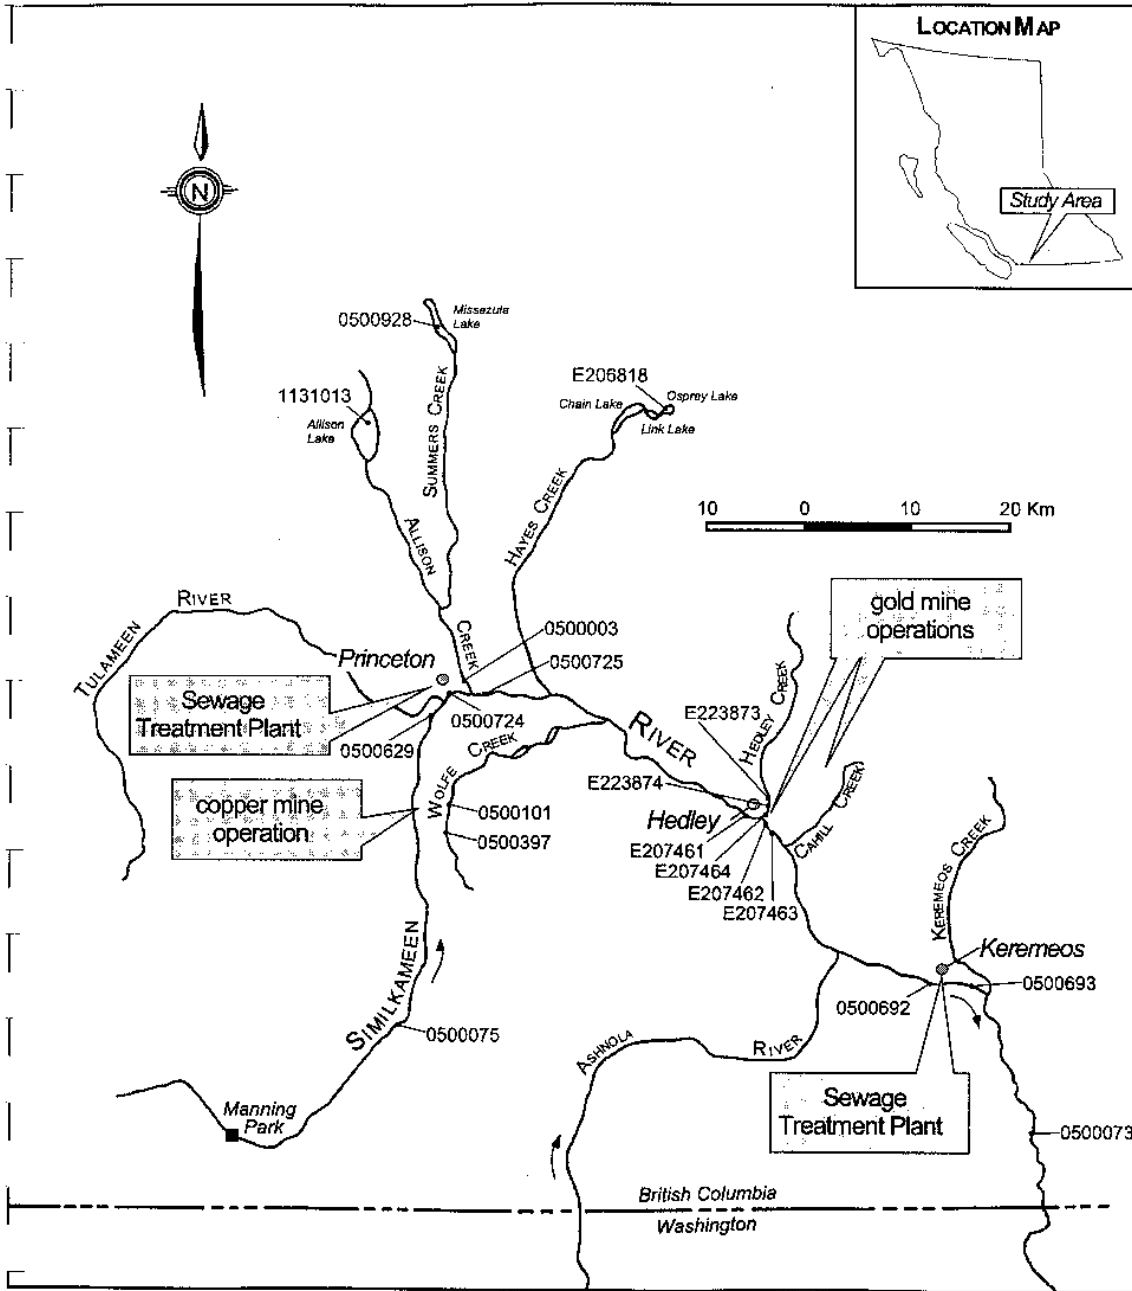 LOCATION MAP
Study Area
N
0500928
Missezula
Lake
SUMMERS CREEK
1131013
Allison
Lake
ALLISON
CREEK
E206818
Chain Lake
Osprey Lake
Link Lake
HAYES CREEK
10 0 10 20 Km
gold mine
operations
TULAMEEN
RIVER
Princeton
0500003
0500725
Sewage
Treatment Plant
0500724
0500629
WOLFE
CREEK
RIVER
E223873
HEDLEY CREEK
E223874
Hedley
copper mine
operation
0500101
0500397
E207461
E207464
E207462
E207463
CAHILL CREEK
KEREMEOS CREEK
Keremeos
SIMILKAMEEN
0500075
0500692
0500693
ASHNOLA
RIVER
Manning
Park
Sewage
Treatment Plant
0500073
British Columbia
Washington